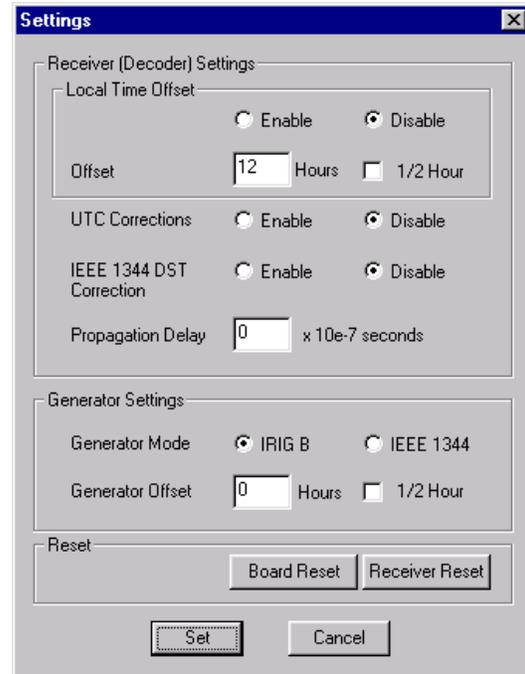 Settings
Receiver (Decoder) Settings
Local Time Offset
Enable Disable
Offset 12 Hours 1/2 Hour
UTC Corrections Enable Disable
IEEE 1344 DST Enable Disable
Correction
Propagation Delay 0 x 10e-7 seconds
Generator Settings
Generator Mode IRIG B IEEE 1344
Generator Offset 0 Hours 1/2 Hour
Reset
Board Reset Receiver Reset
Set Cancel